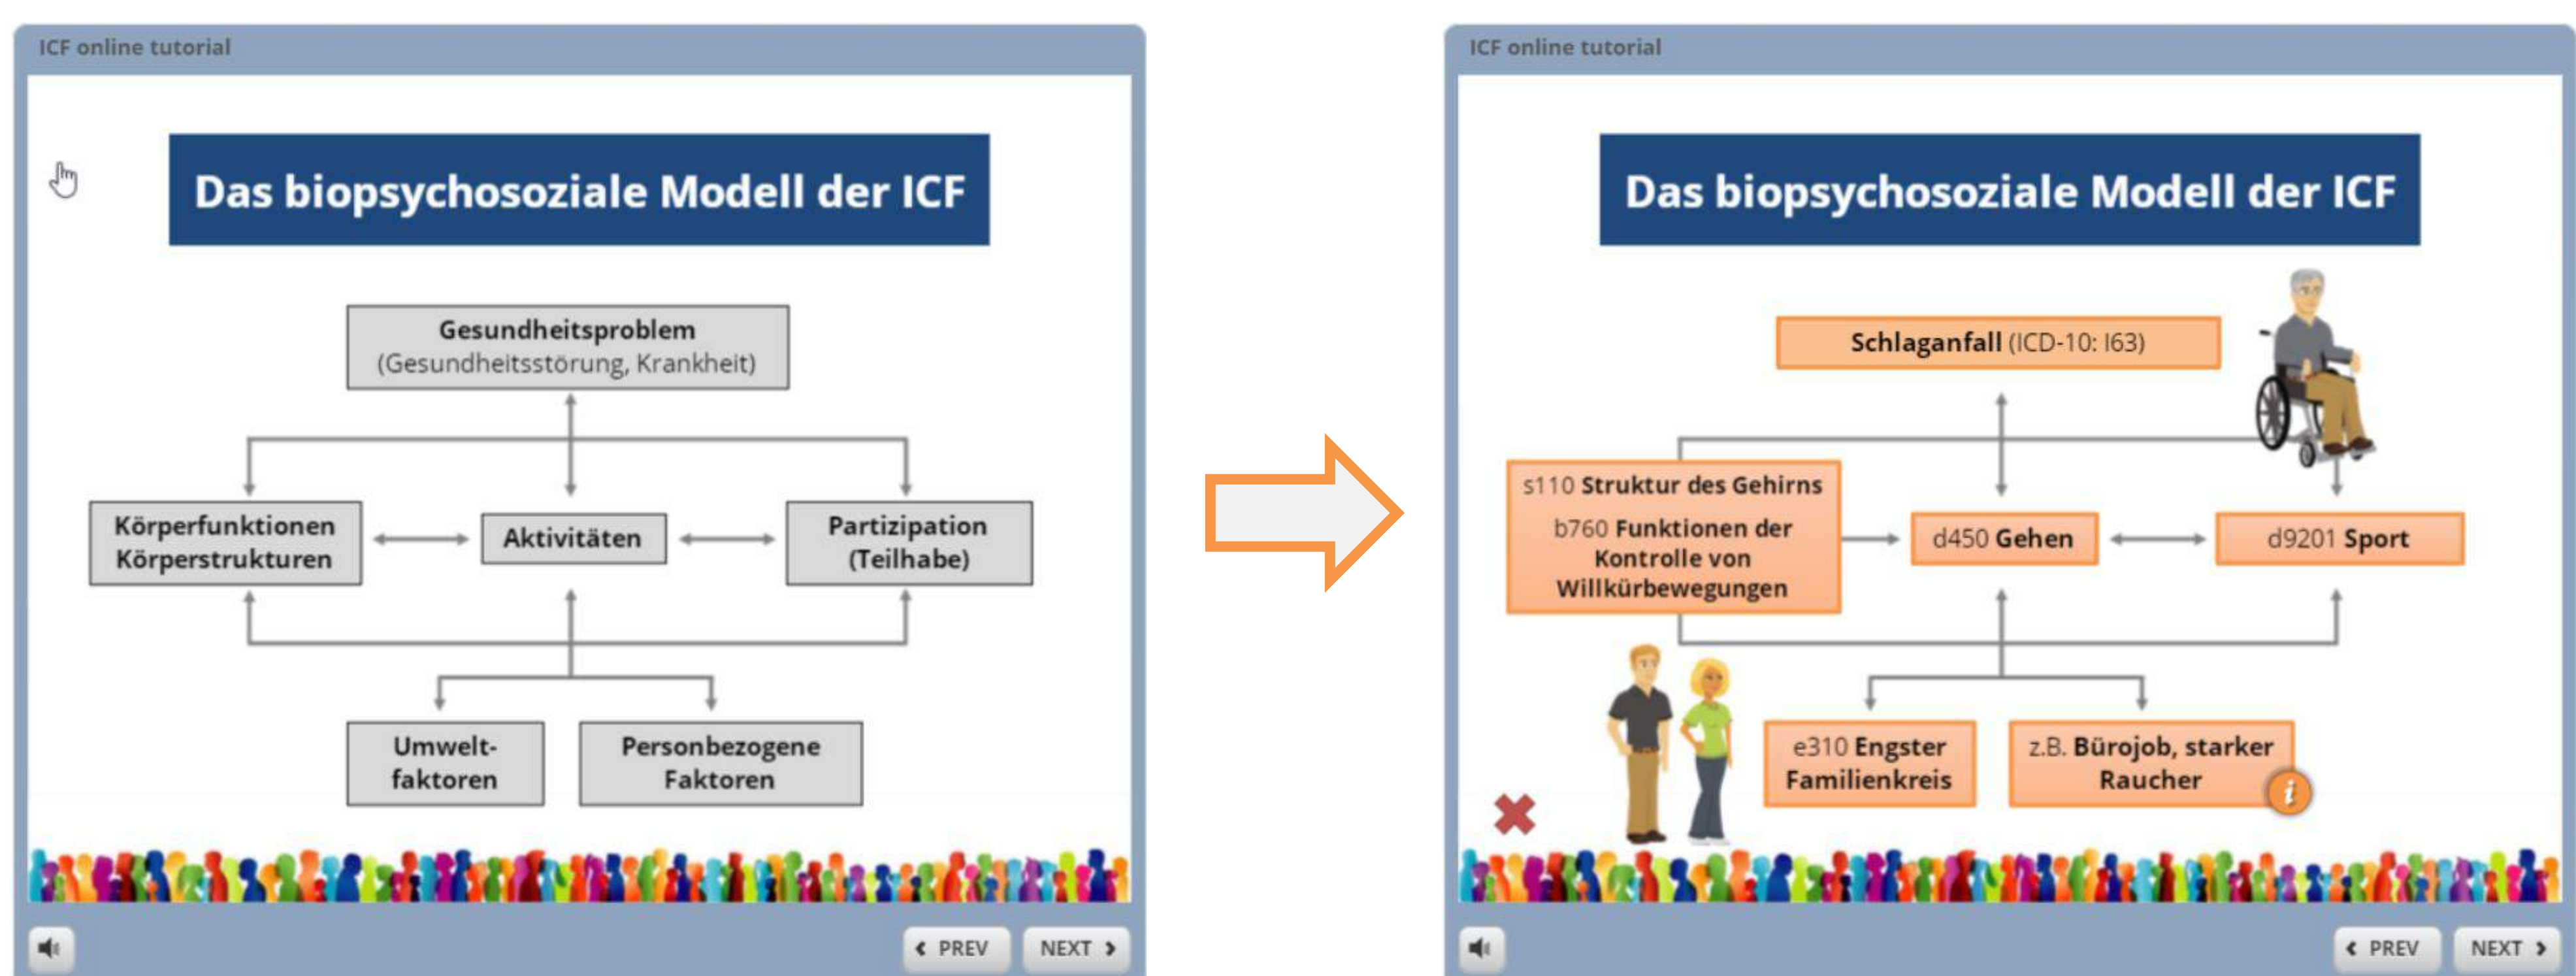 ICF online tutorial
Das biopsychosoziale Modell der ICF
Gesundheitsproblem
(Gesundheitsstörung, Krankheit)
Körperfunktionen
Körperstrukturen
Aktivitäten
Partizipation
(Teilhabe)
Umwelt-
faktoren
Personbezogene
Faktoren
PREV
NEXT
ICF online tutorial
Das biopsychosoziale Modell der ICF
Schlaganfall (ICD-10: I63)
s110 Struktur des Gehirns
b760 Funktionen der
Kontrolle von
Willkürbewegungen
d450 Gehen
d9201 Sport
e310 Engster
Familienkreis
z.B. Bürojob, starker
Raucher
i
PREV
NEXT